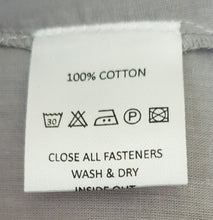 100% COTTON
30 P
CLOSE ALL FASTENERS
WASH & DRY
INSIDE OUT